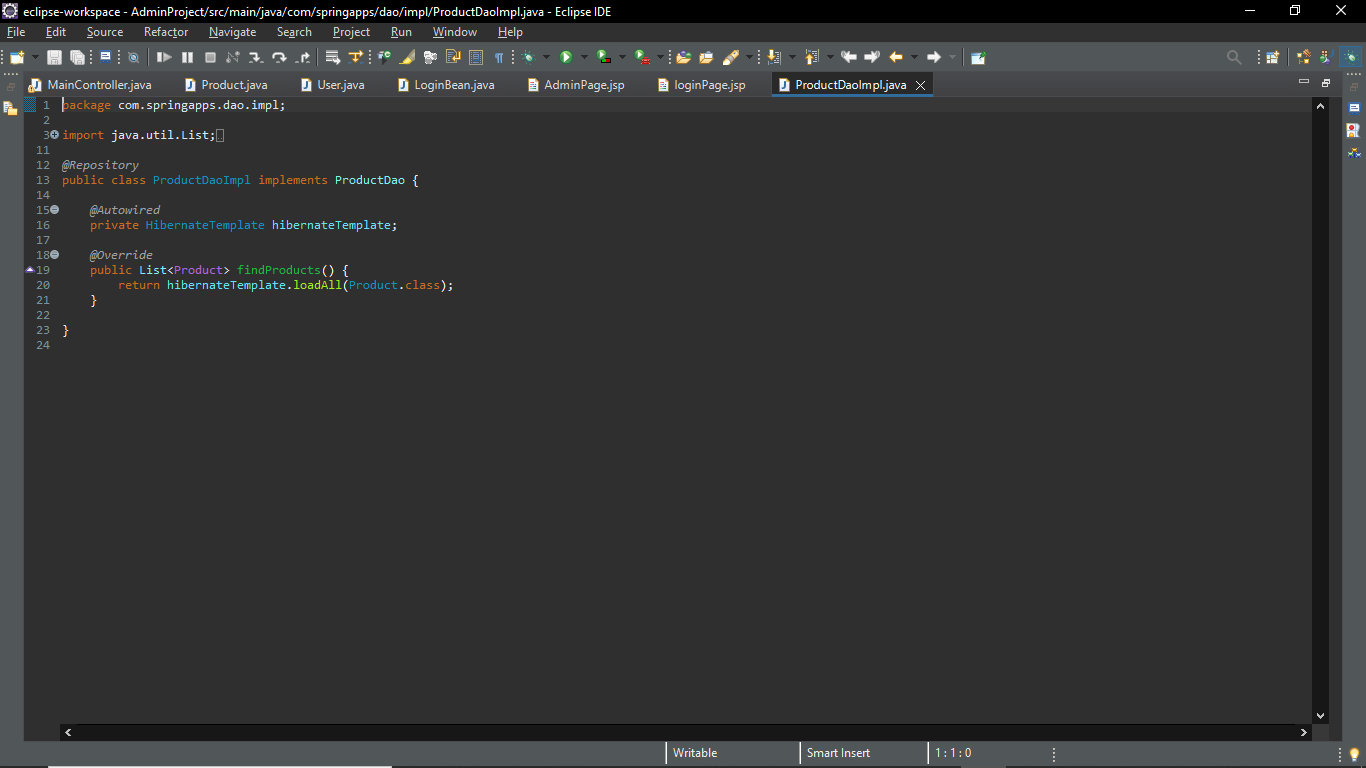 eclipse-workspace - AdminProject/src/main/java/com/springapps/dao/impl/ProductDaoImpl.java - Eclipse IDE
File Edit Source Refactor Navigate Search Project Run Window Help
MainController.java Product.java User.java LoginBean.java AdminPage.jsp loginPage.jsp ProductDaoImpl.java
1 package com.springapps.dao.impl;
2
3 import java.util.List;
11
12 @Repository
13 public class ProductDaoImpl implements ProductDao {
14
15 @Autowired
16 private HibernateTemplate hibernateTemplate;
17
18 @Override
19 public List<Product> findProducts() {
20 return hibernateTemplate.loadAll(Product.class);
21 }
22
23 }
24
Writable Smart Insert 1 : 1 : 0